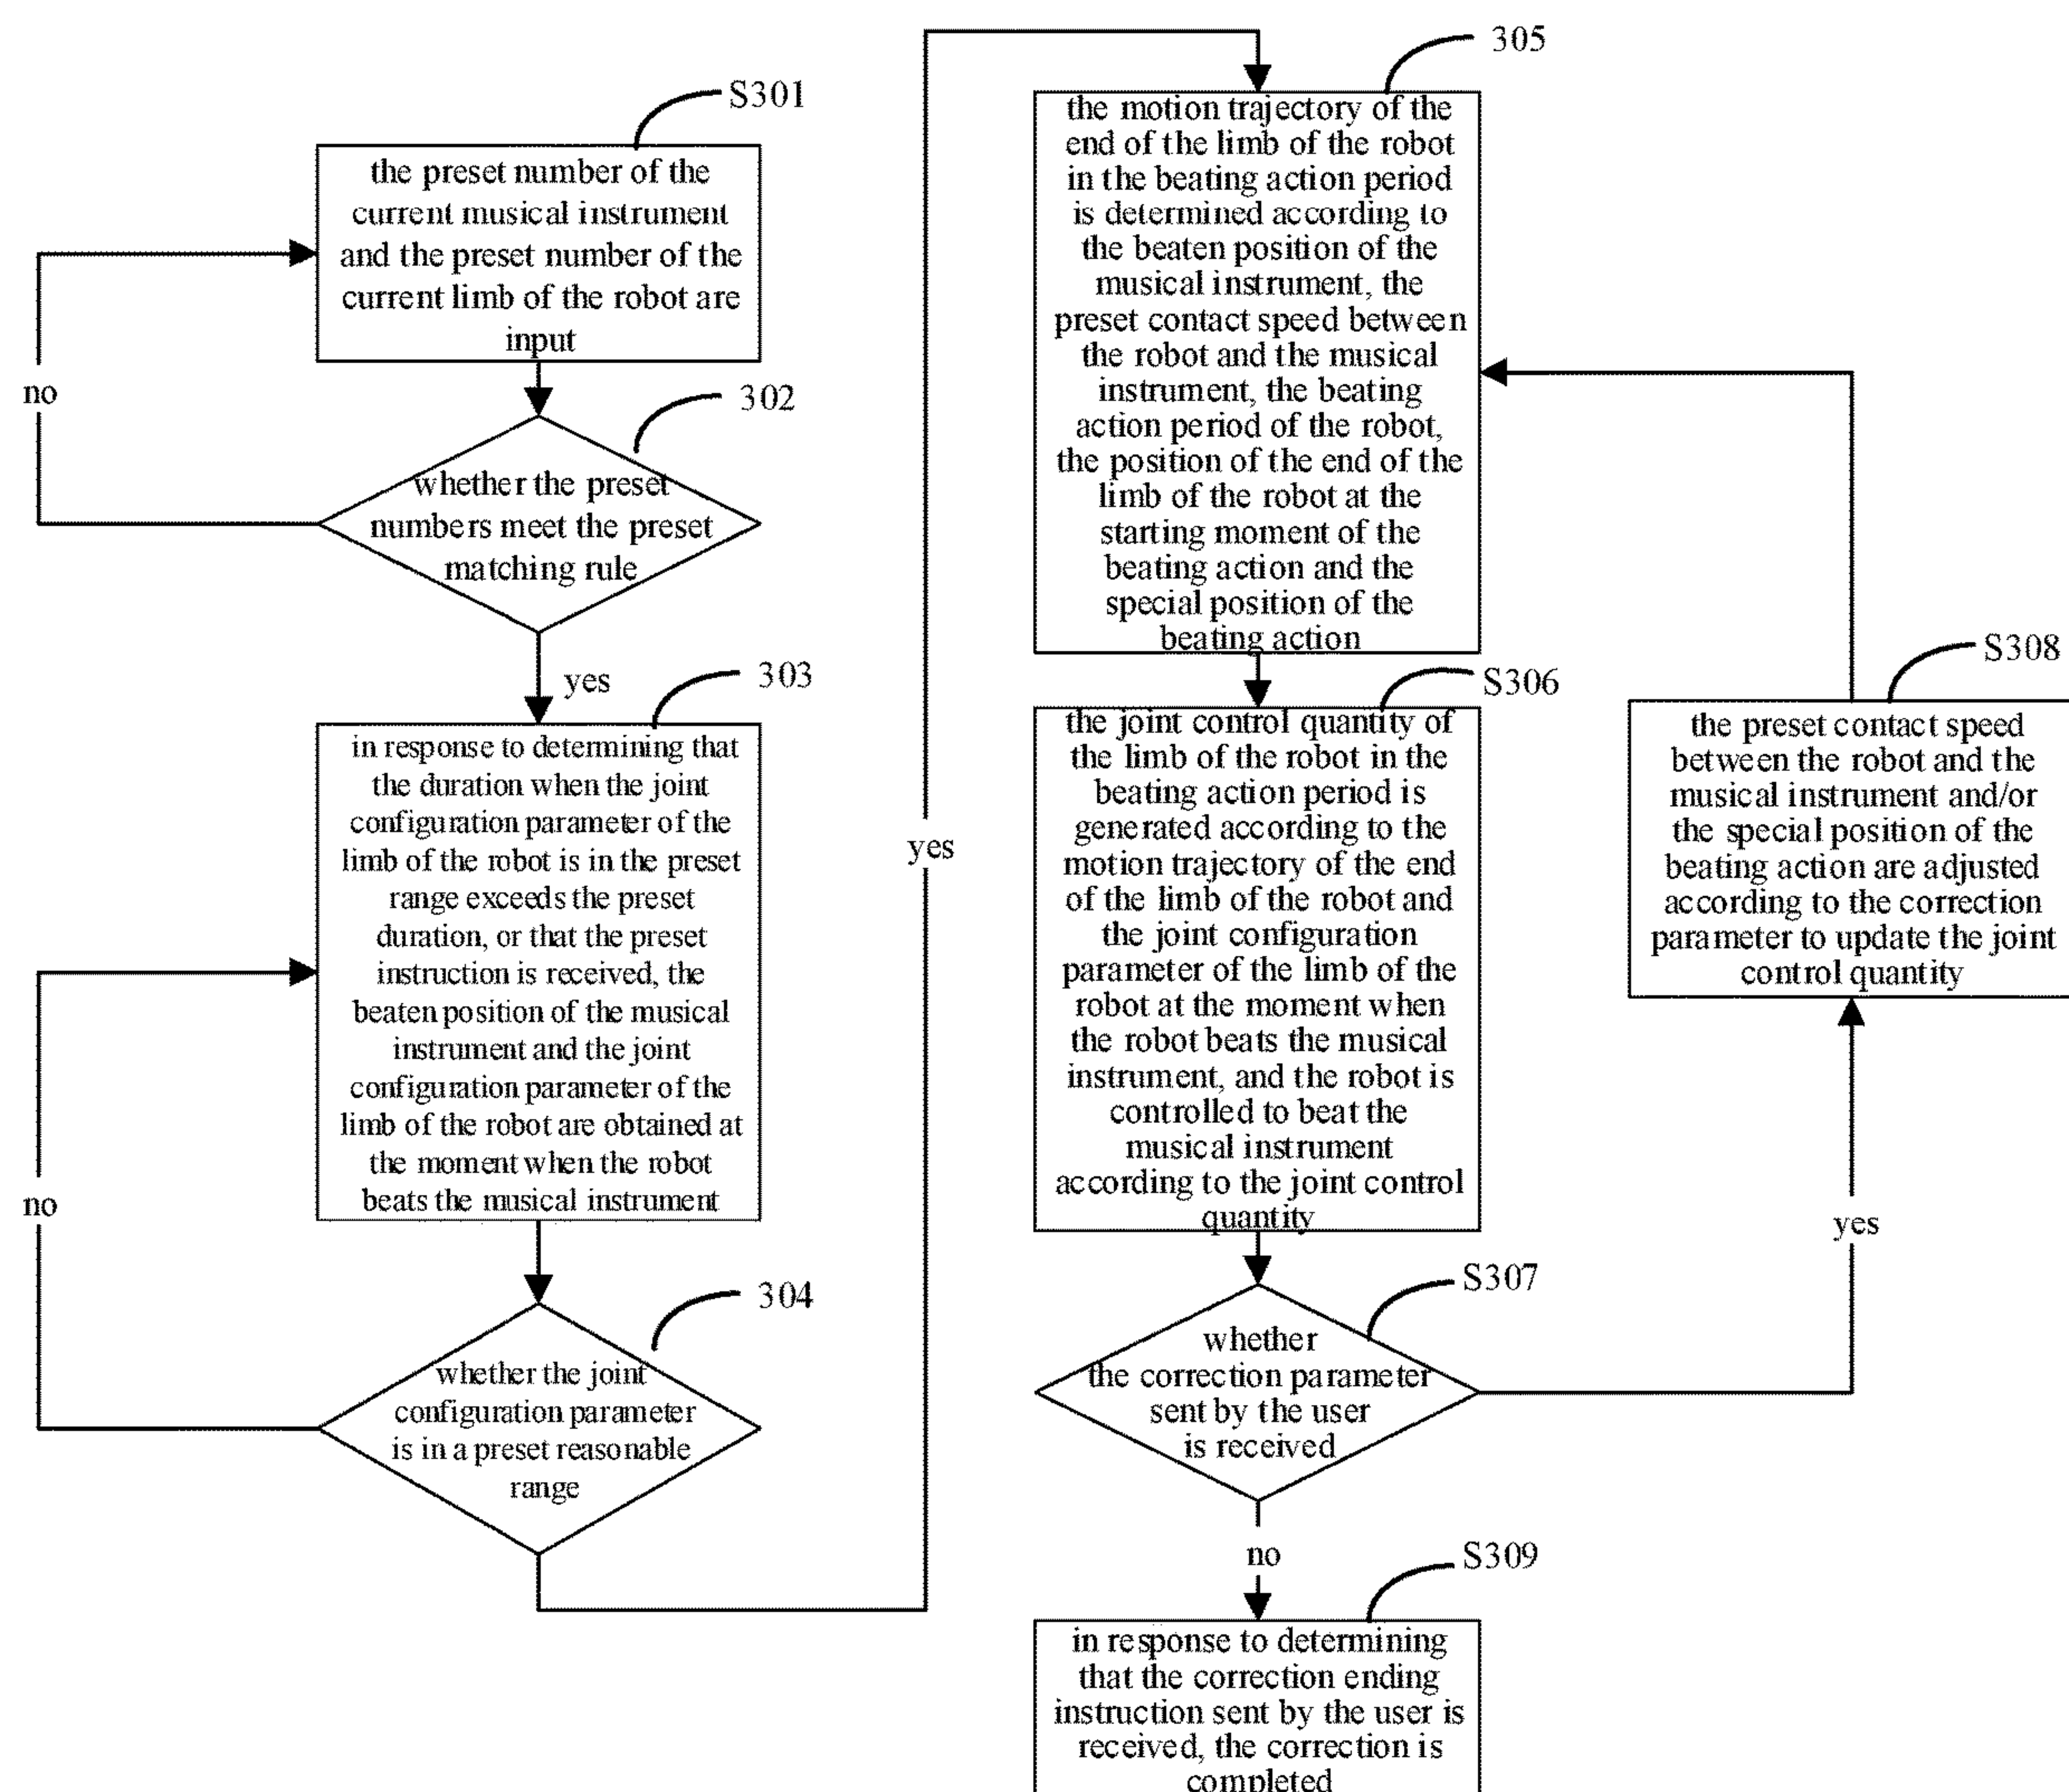 S301
the preset number of the
current musical instrument
and the preset number of the
current limb of the robot are
input
no
302
whether the preset
numbers meet the preset
matching rule
yes
303
in response to determining that
the duration when the joint
configuration parameter of the
limb of the robot is in the preset
range exceeds the preset
duration, or that the preset
instruction is received, the
beaten position of the musical
instrument and the joint
configuration parameter of the
limb of the robot are obtained at
the moment when the robot
beats the musical instrument
no
304
whether the joint
configuration parameter
is in a preset reasonable
range
yes
305
the motion trajectory of the
end of the limb of the robot
in the beating action period
is determined according to
the beaten position of the
musical instrument, the
preset contact speed between
the robot and the musical
instrument, the beating
action period of the robot,
the position of the end of the
limb of the robot at the
starting moment of the
beating action and the
special position of the
beating action
S306
the joint control quantity of
the limb of the robot in the
beating action period is
generated according to the
motion trajectory of the end
of the limb of the robot and
the joint configuration
parameter of the limb of the
robot at the moment when
the robot beats the musical
instrument, and the robot is
controlled to beat the
musical instrument
according to the joint control
quantity
S307
whether
the correction parameter
sent by the user
is received
yes
S308
the preset contact speed
between the robot and the
musical instrument and/or
the special position of the
beating action are adjusted
according to the correction
parameter to update the joint
control quantity
no
S309
in response to determining
that the correction ending
instruction sent by the user is
received, the correction is
completed